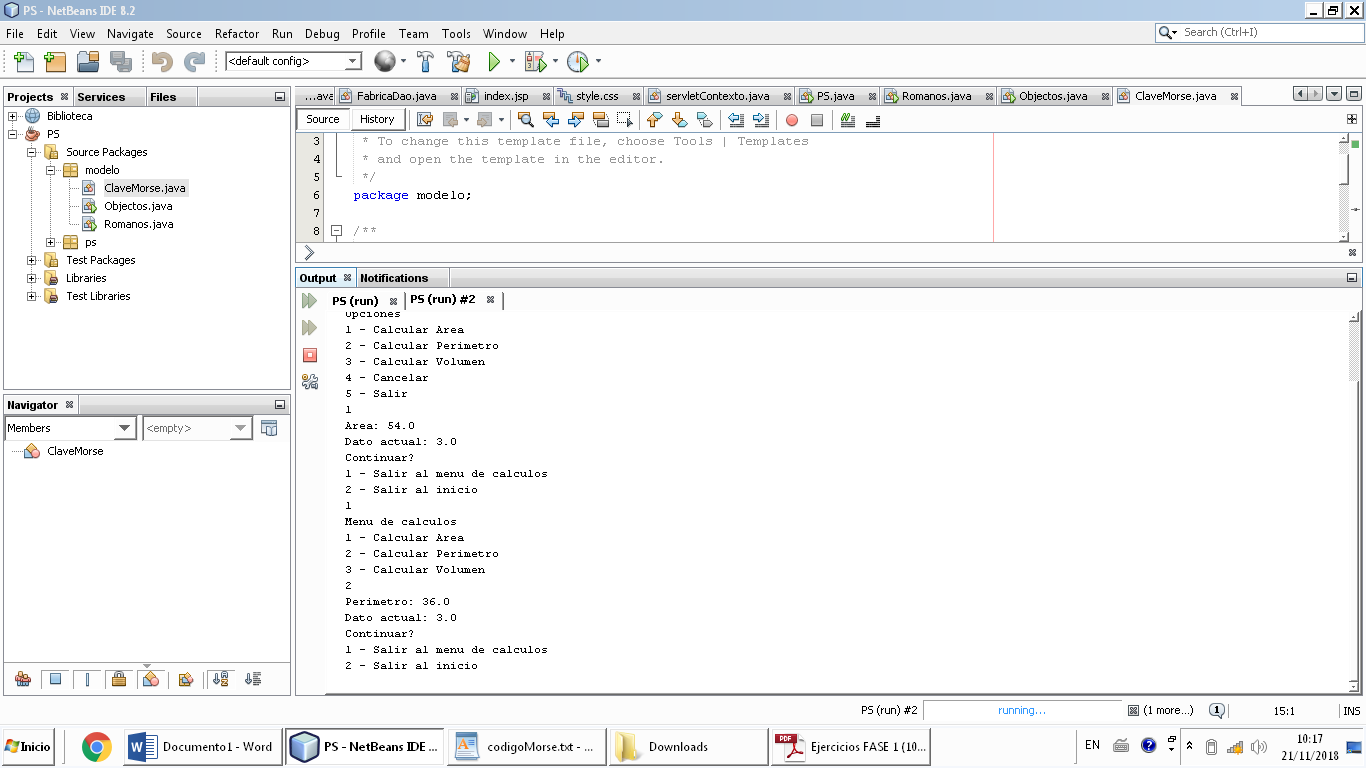 PS - NetBeans IDE 8.2
File Edit View Navigate Source Refactor Run Debug Profile Team Tools Window Help
Search (Ctrl+I)
<default config>
Projects Services Files
...ava FabricaDao.java index.jsp style.css servletContexto.java PS.java Romanos.java Objectos.java ClaveMorse.java
Source History
Biblioteca
PS
Source Packages
modelo
ClaveMorse.java
Objectos.java
Romanos.java
ps
Test Packages
Libraries
Test Libraries
3 * To change this template file, choose Tools | Templates
4 * and open the template in the editor.
5 */
6 package modelo;
7
8 /**
Output Notifications
PS (run) PS (run) #2
Opciones
1 - Calcular Area
2 - Calcular Perimetro
3 - Calcular Volumen
4 - Cancelar
5 - Salir
1
Area: 54.0
Dato actual: 3.0
Continuar?
1 - Salir al menu de calculos
2 - Salir al inicio
1
Menu de calculos
1 - Calcular Area
2 - Calcular Perimetro
3 - Calcular Volumen
2
Perimetro: 36.0
Dato actual: 3.0
Continuar?
1 - Salir al menu de calculos
2 - Salir al inicio
Navigator
Members <empty>
ClaveMorse
PS (run) #2 running... (1 more...) 1 15:1 INS
Inicio Documento1 - Word PS - NetBeans IDE ... codigoMorse.txt - ... Downloads Ejercicios FASE 1 (10... EN 10:17
21/11/2018